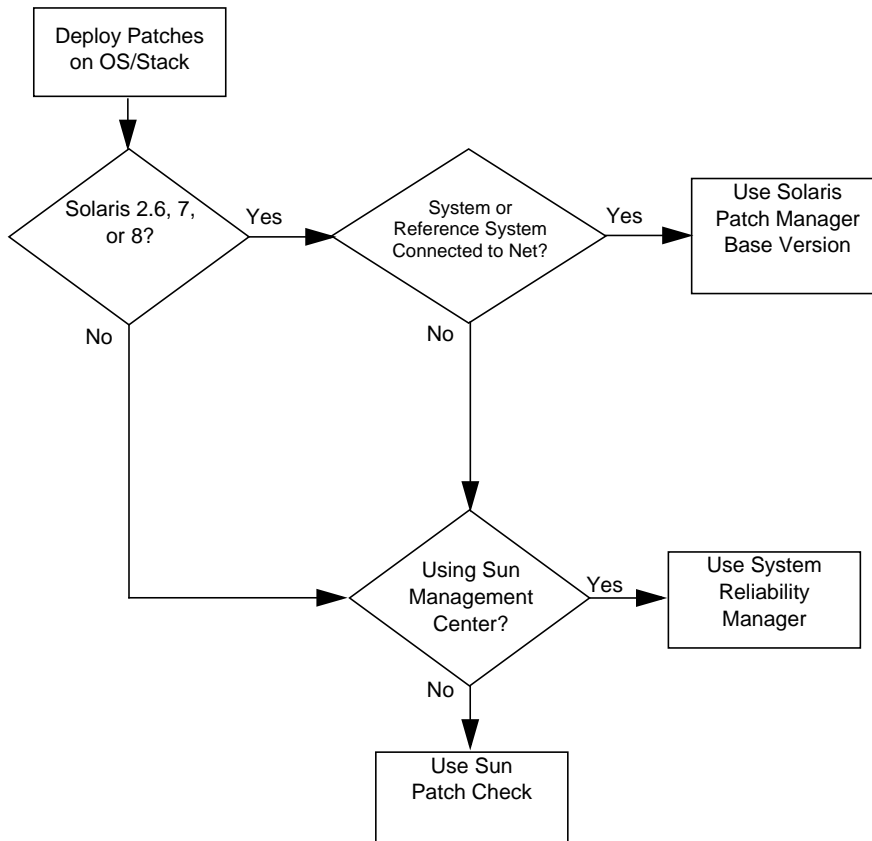 Deploy Patches
on OS/Stack
Solaris 2.6, 7,
or 8?
Yes
System or
Reference System
Connected to Net?
Yes
Use Solaris
Patch Manager
Base Version
No
No
Using Sun
Management
Center?
Yes
Use System
Reliability
Manager
No
Use Sun
Patch Check